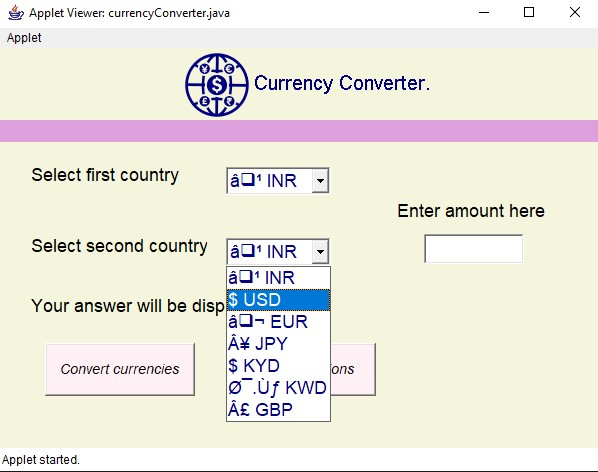 Applet Viewer: currencyConverter.java
Applet
Currency Converter.
Select first country
â❑¹ INR
Enter amount here
Select second country
â❑¹ INR
â❑¹ INR
$ USD
Your answer will be disp
â❑¬ EUR
Â¥ JPY
$ KYD
Convert currencies
ons
Ø¯.Ùƒ KWD
Â£ GBP
Applet started.